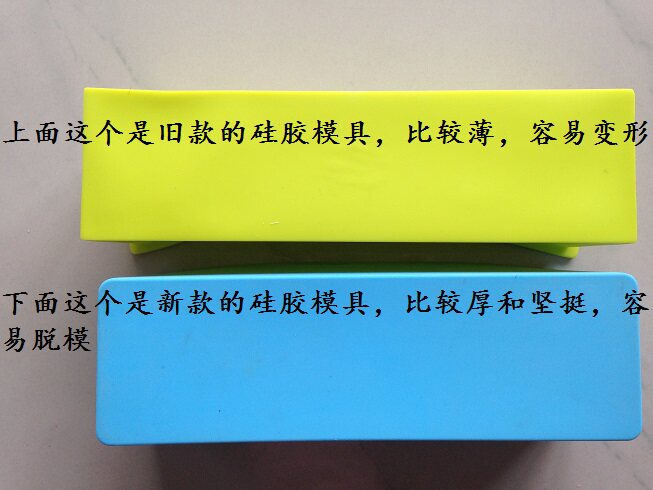 上面这个是旧款的硅胶模具，比较薄，容易变形
下面这个是新款的硅胶模具，比较厚和坚挺，容
易脱模